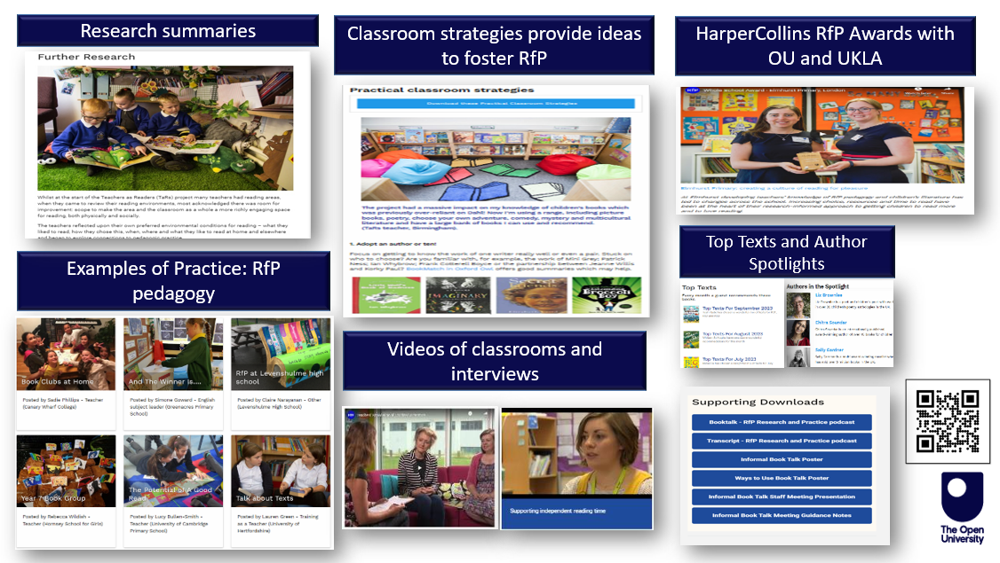 Research summaries
Further Research
Whilst at the start of the Teachers as Readers (TaRs) project many teachers had reading areas,
when they came to review their reading environments, most acknowledged there was room for
improvement: scope to make the area and the classroom as a whole a more richly engaging space
for reading, both physically and socially.
The teachers reflected upon their own preferred environmental conditions for reading – what they
liked to read, how they chose this, when, where and what they like to read at home and elsewhere
Examples of Practice: RfP
pedagogy
Book Clubs at Home
Posted by Sadie Phillips - Teacher
(Canary Wharf College)
And The Winner is....
Posted by Simone Goward - English
subject leader (Greenacres Primary
School)
RfP at Levenshulme high
school
Posted by Claire Narayanan - Other
(Levenshulme High School)
Year 7 Book Group
Posted by Rebecca Wildish -
Teacher (Hornsey School for Girls)
The Potential of A Good
Read
Posted by Lucy Bullen-Smith -
Teacher (University of Cambridge
Primary School)
Talk about Texts
Posted by Lauren Green - Training
as a Teacher (University of
Hertfordshire)
Classroom strategies provide ideas
to foster RfP
Practical classroom strategies
Download these Practical Classroom Strategies
The project had a massive impact on my knowledge of children's books which
was previously over-reliant on Dahl! Now I'm using a range, including picture
books, poetry, choose your own adventure, comedy, mystery and multicultural
literature and have a large bank of books I can use and recommend.
(TaRs teacher, Birmingham).
1. Adopt an author or ten!
Focus on getting to know the work of one writer really well or even a pair. Stuck on
who to choose? Are you familiar with, for example, the work of Mini Grey; Patrick
Ness; Ian Whybrow; Frank Cotterell Boyce or the partnership between Jeanne Willis
and Korky Paul? BookMatch in Oxford Owl offers good summaries which may help.
IMAGINARY
Broccoli
Boy
Videos of classrooms and
interviews
Supporting independent reading time
HarperCollins RfP Awards with
OU and UKLA
RfP
Whole School Award - Elmhurst Primary, London
Elmhurst Primary: creating a culture of reading for pleasure
At Elmhurst developing teachers' knowledge of RfP pedagogy and children's literature has
led to changes across the school. Increasing choice, resources and time to read have
been at the heart of their research-informed approach to getting children to read more
and to love reading!
Top Texts and Author
Spotlights
Top Texts
Top Texts For September 2023
Top Texts For August 2023
Top Texts For July 2023
Authors in the Spotlight
Liz Brownlee
Chitra Soundar
Sally Gardner
Supporting Downloads
Booktalk - RfP Research and Practice podcast
Transcript - RfP Research and Practice podcast
Informal Book Talk Poster
Ways to Use Book Talk Poster
Informal Book Talk Staff Meeting Presentation
Informal Book Talk Meeting Guidance Notes
The Open
University